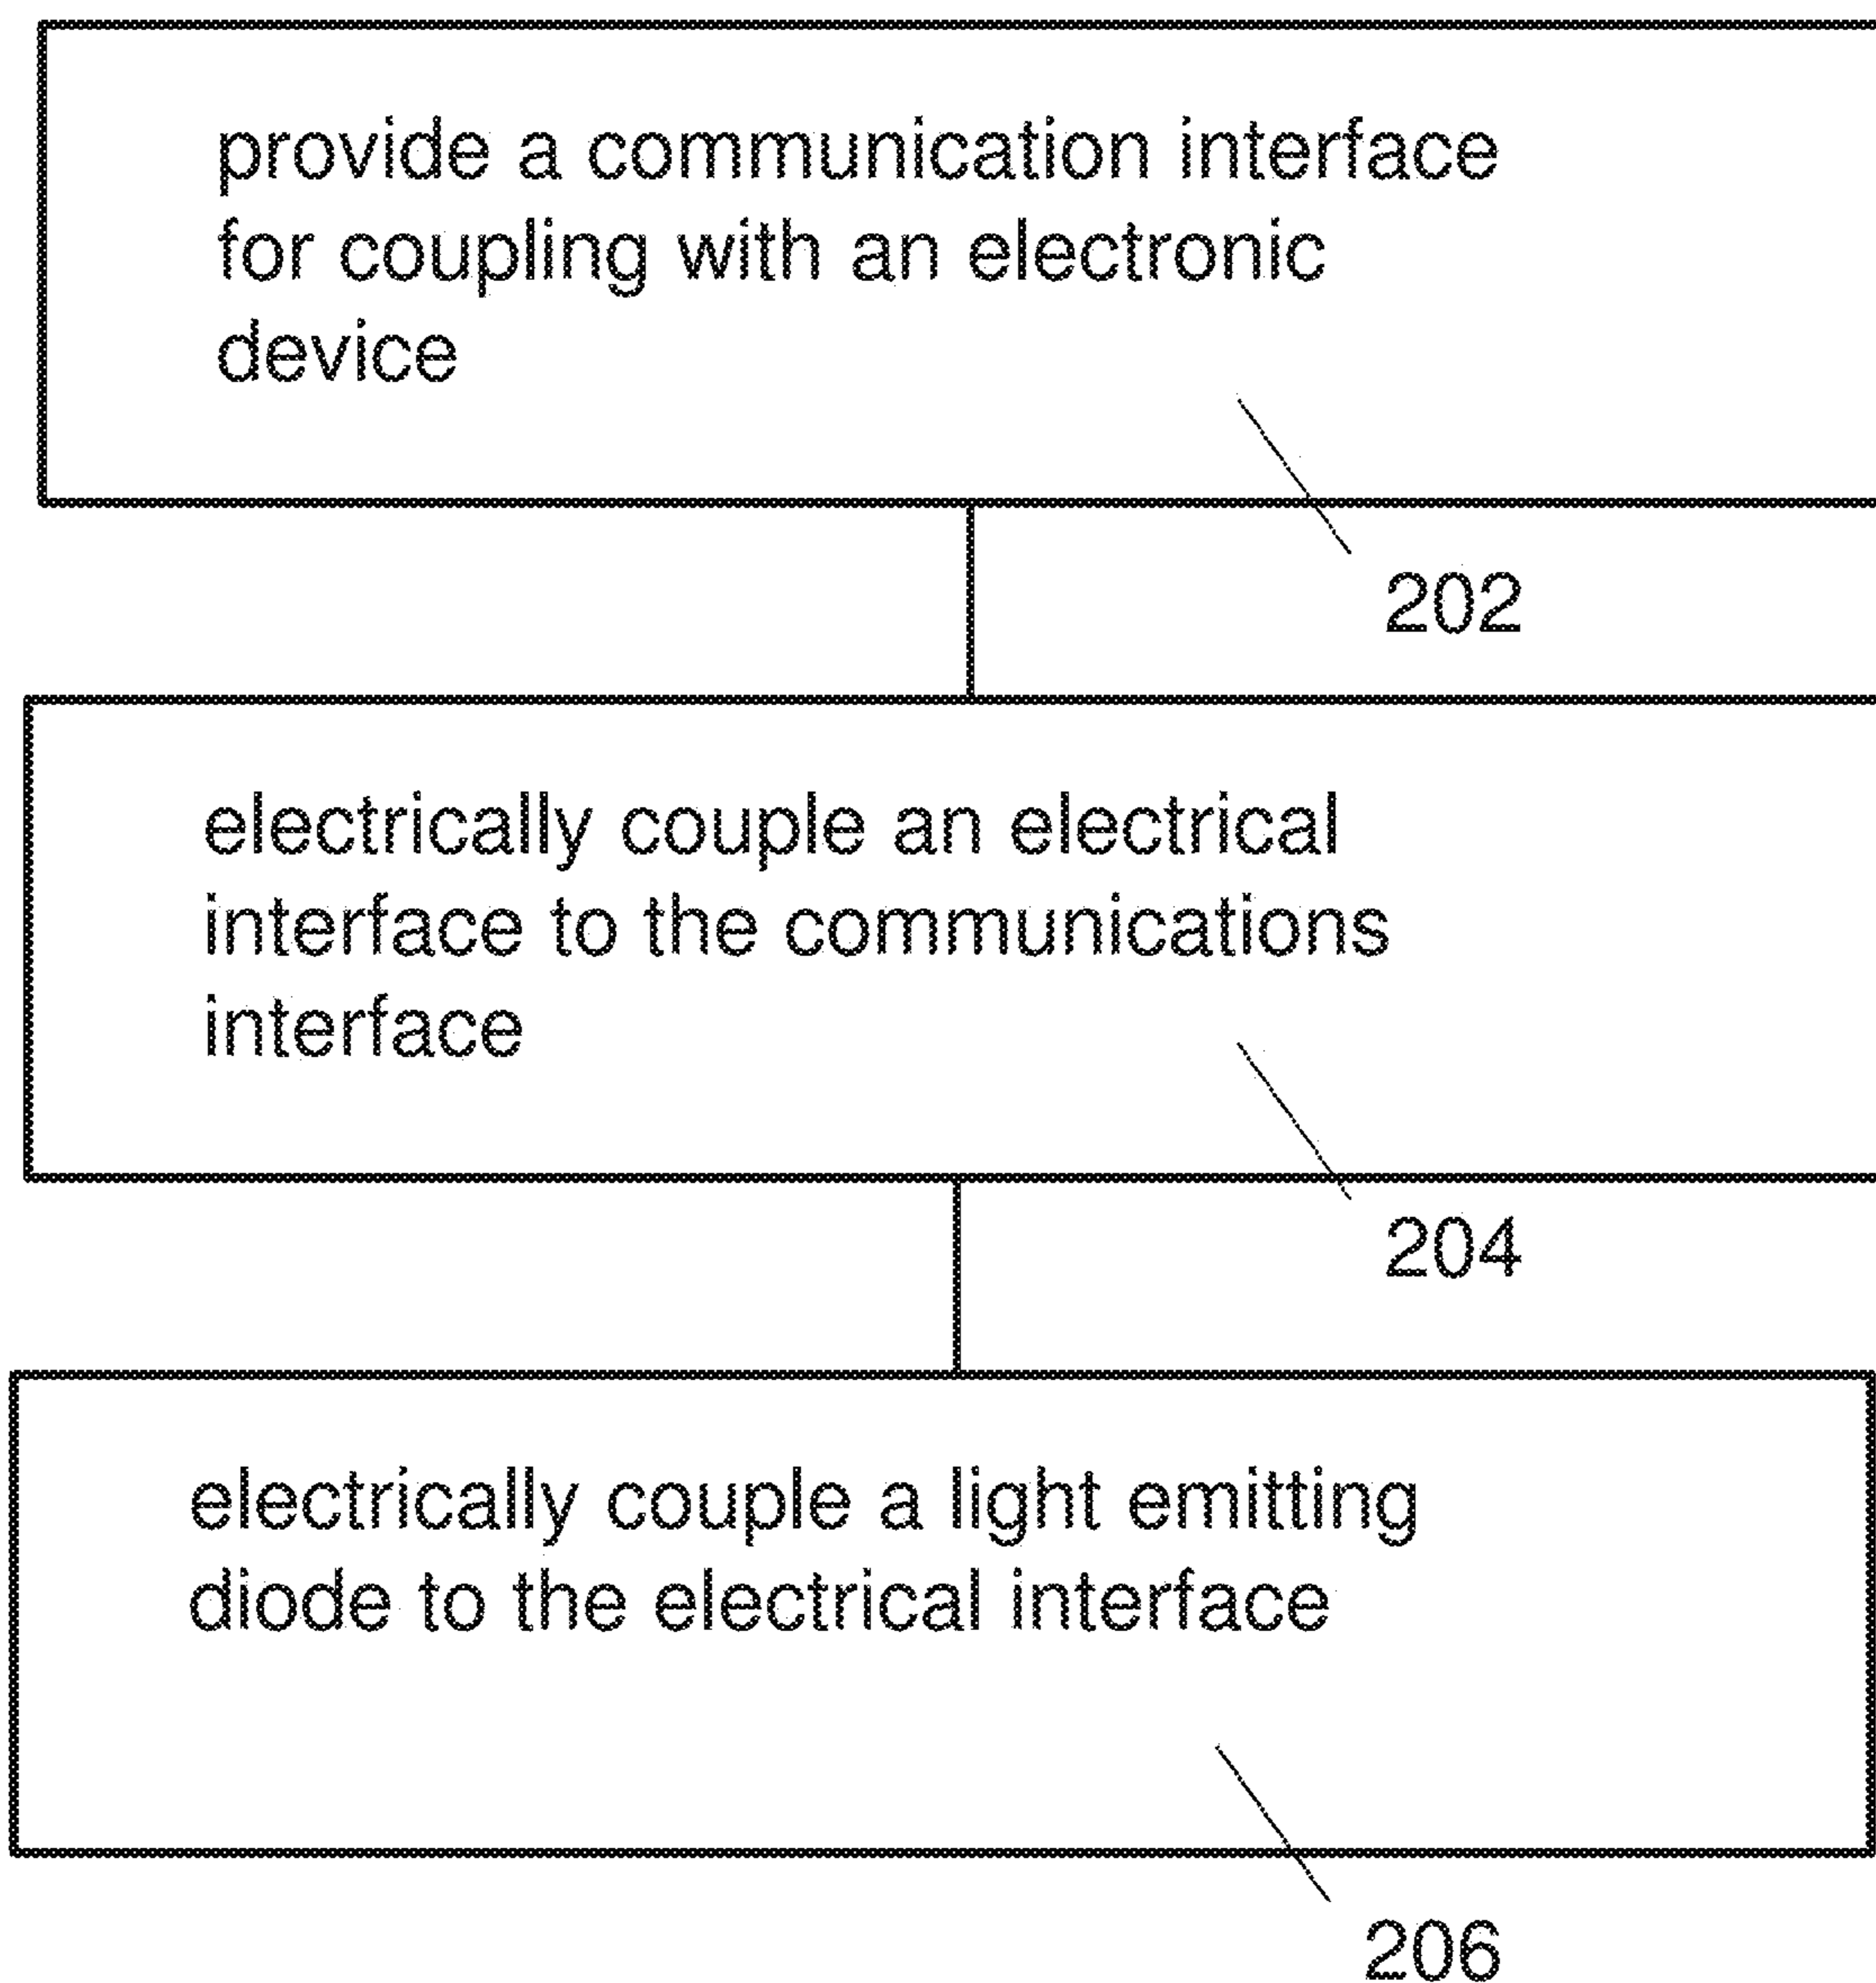 provide a communication interface
for coupling with an electronic
device
202
electrically couple an electrical
interface to the communications
interface
204
electrically couple a light emitting
diode to the electrical interface
206